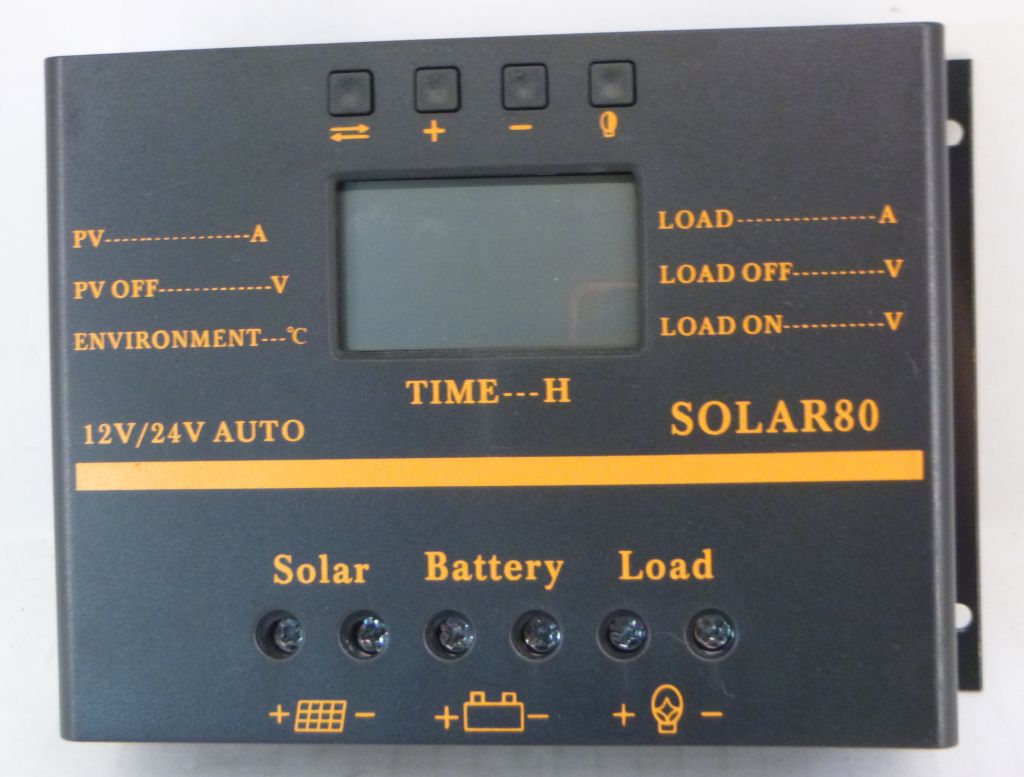 + −
PV-----------------A
PV OFF-------------V
ENVIRONMENT---℃
LOAD---------------A
LOAD OFF----------V
LOAD ON-----------V
TIME---H
12V/24V AUTO
SOLAR80
Solar Battery Load
+ − + − + −